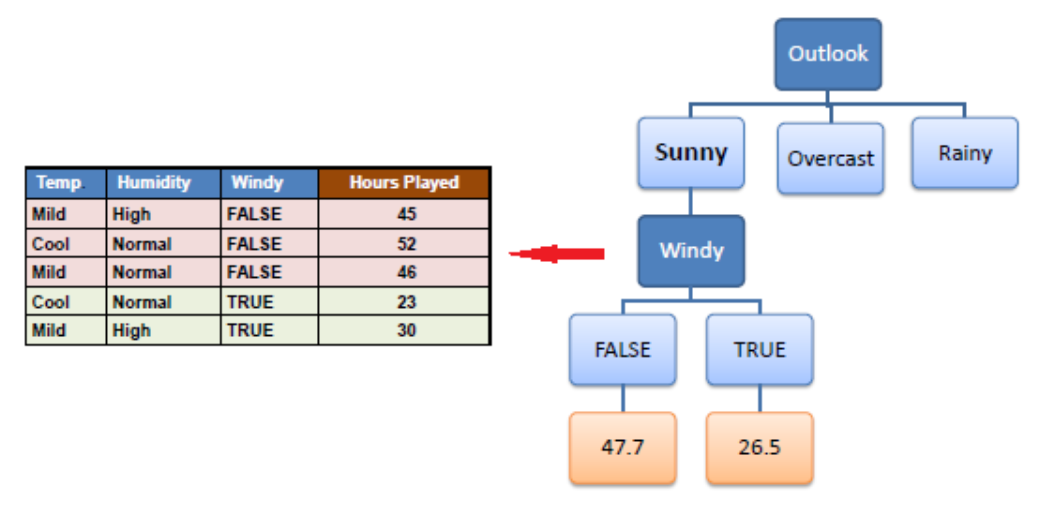 Outlook
Sunny Overcast Rainy
Temp. Humidity Windy Hours Played
Mild High FALSE 45
Cool Normal FALSE 52
Mild Normal FALSE 46
Cool Normal TRUE 23
Mild High TRUE 30
Windy
FALSE TRUE
47.7 26.5